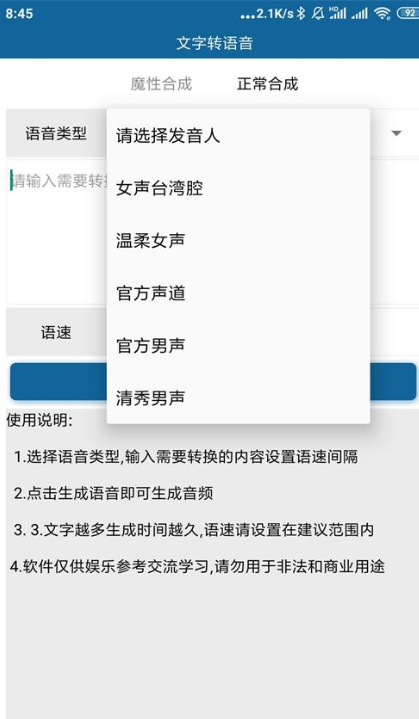 8:45
...2.1K/s HD 92
文字转语音
魔性合成 正常合成
语音类型
请选择发音人
请输入需要转
女声台湾腔
温柔女声
官方声道
语速
官方男声
清秀男声
使用说明:
1.选择语音类型,输入需要转换的内容设置语速间隔
2.点击生成语音即可生成音频
3. 3.文字越多生成时间越久,语速请设置在建议范围内
4.软件仅供娱乐参考交流学习,请勿用于非法和商业用途